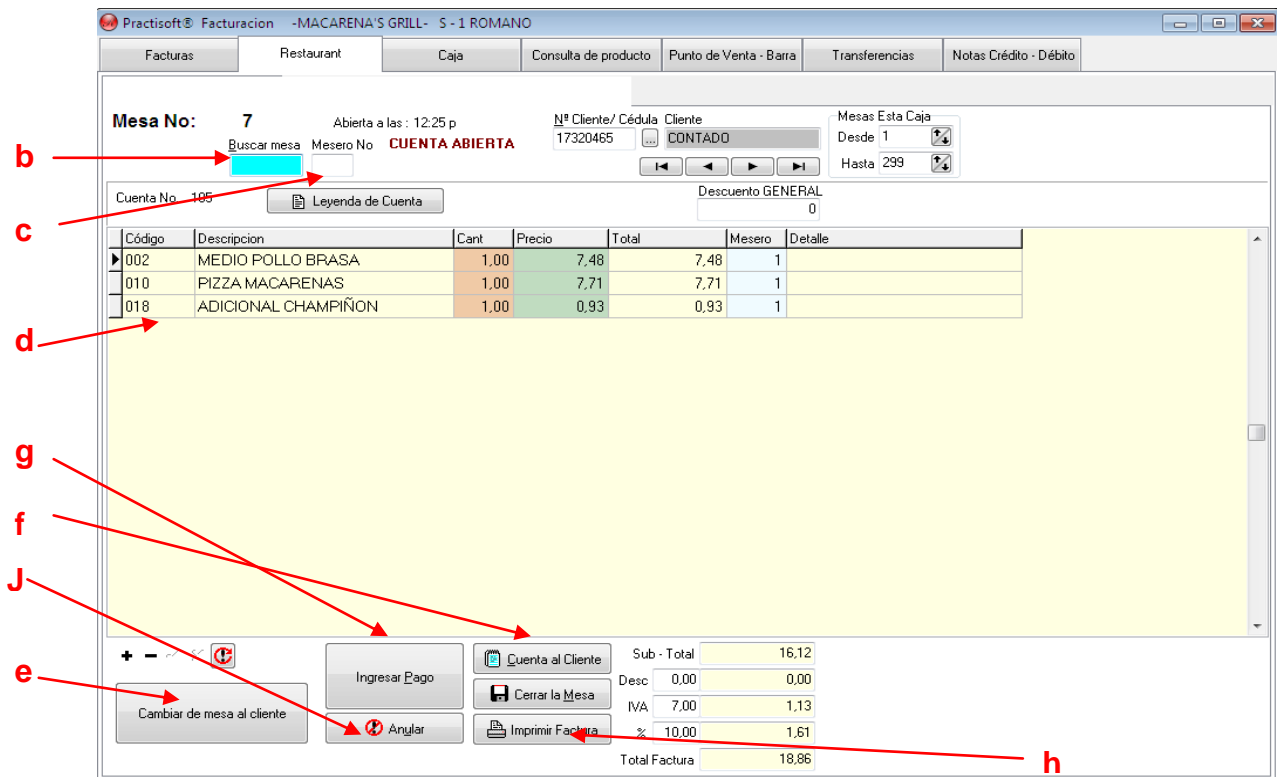 Practisoft® Facturacion -MACARENA'S GRILL- S - 1 ROMANO
Facturas Restaurant Caja Consulta de producto Punto de Venta - Barra Transferencias Notas Crédito - Débito
Mesa No: 7 Abierta a las : 12:25 p Nº Cliente/ Cédula Cliente Mesas Esta Caja
17320465 ... CONTADO Desde 1
b Buscar mesa Mesero No CUENTA ABIERTA
Hasta 299
Cuenta No 105 Leyenda de Cuenta Descuento GENERAL
0
c
Código Descripcion Cant Precio Total Mesero Detalle
002 MEDIO POLLO BRASA 1,00 7,48 7,48 1
010 PIZZA MACARENAS 1,00 7,71 7,71 1
018 ADICIONAL CHAMPIÑON 1,00 0,93 0,93 1
d
g
f
J
Cuenta al Cliente Sub - Total 16,12
e Ingresar Pago Desc 0,00 0,00
Cambiar de mesa al cliente Cerrar la Mesa IVA 7,00 1,13
Anular Imprimir Factura % 10,00 1,61
Total Factura 18,86
h